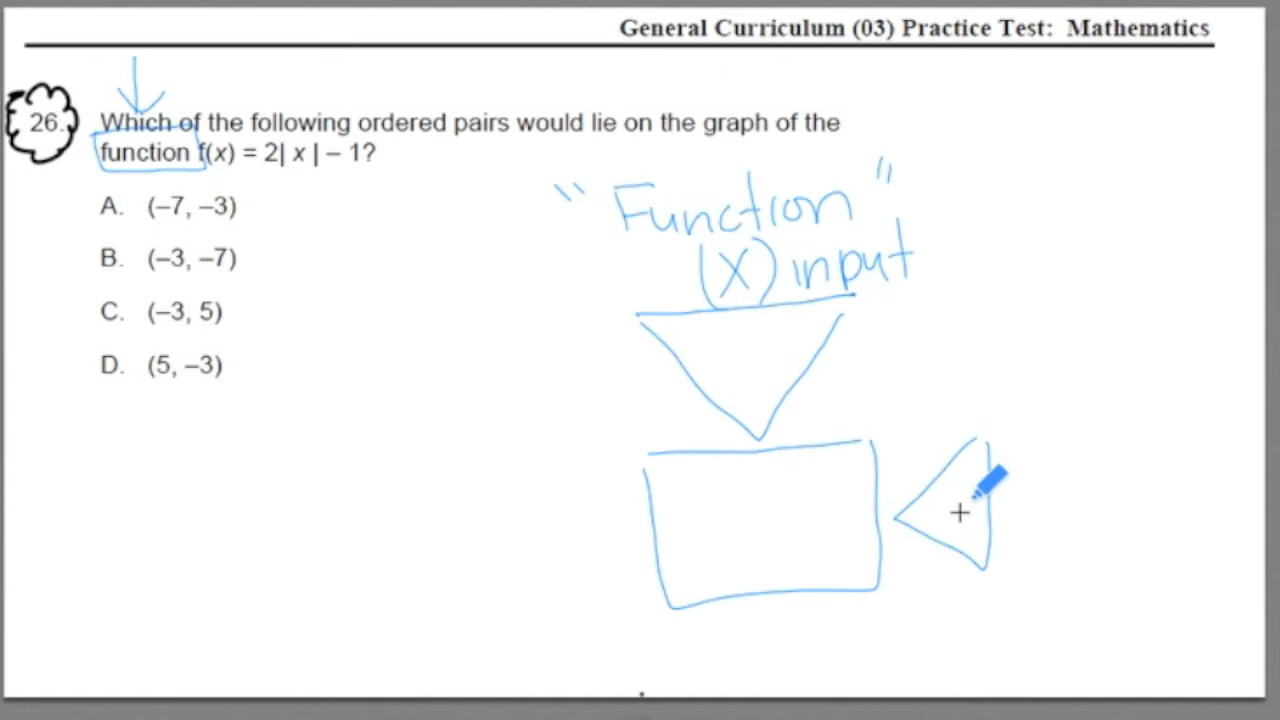 General Curriculum (03) Practice Test: Mathematics
26. Which of the following ordered pairs would lie on the graph of the
function f(x) = 2| x | – 1?
A. (–7, –3)
B. (–3, –7)
C. (–3, 5)
D. (5, –3)
"Function"
(X) input